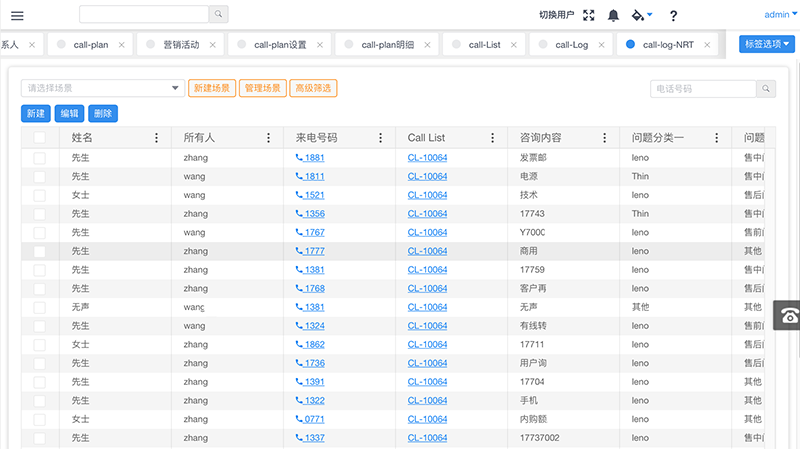 切换用户 ? admin
系人 × call-plan × 营销活动 × call-plan设置 × call-plan明细 × call-List × call-Log × call-log-NRT × 标签选项
请选择场景 新建场景 管理场景 高级筛选 电话号码
新建 编辑 删除
姓名 所有人 来电号码 Call List 咨询内容 问题分类一 问题
先生 zhang 1881 CL-10064 发票邮 leno 售中
先生 wang 1811 CL-10064 电源 Thin 售中
女士 wang 1521 CL-10064 技术 leno 售后
先生 zhang 1356 CL-10064 17743 Thin 售中
先生 wang 1767 CL-10064 Y700C leno 售前
先生 zhang 1777 CL-10064 商用 leno 其他
先生 zhang 1381 CL-10064 17759 leno 售中
先生 zhang 1768 CL-10064 客户再 leno 售后
无声 wang 1381 CL-10064 无声 其他 其他
先生 zhang 1324 CL-10064 有线转 leno 售前
女士 zhang 1862 CL-10064 17711 leno 售后
先生 zhang 1736 CL-10064 用户询 leno 售后
先生 zhang 1391 CL-10064 17704 leno 其他
先生 zhang 1322 CL-10064 手机 leno 其他
女士 zhang 0771 CL-10064 内购额 leno 其他
先生 zhang 1337 CL-10064 17737002 leno 售中